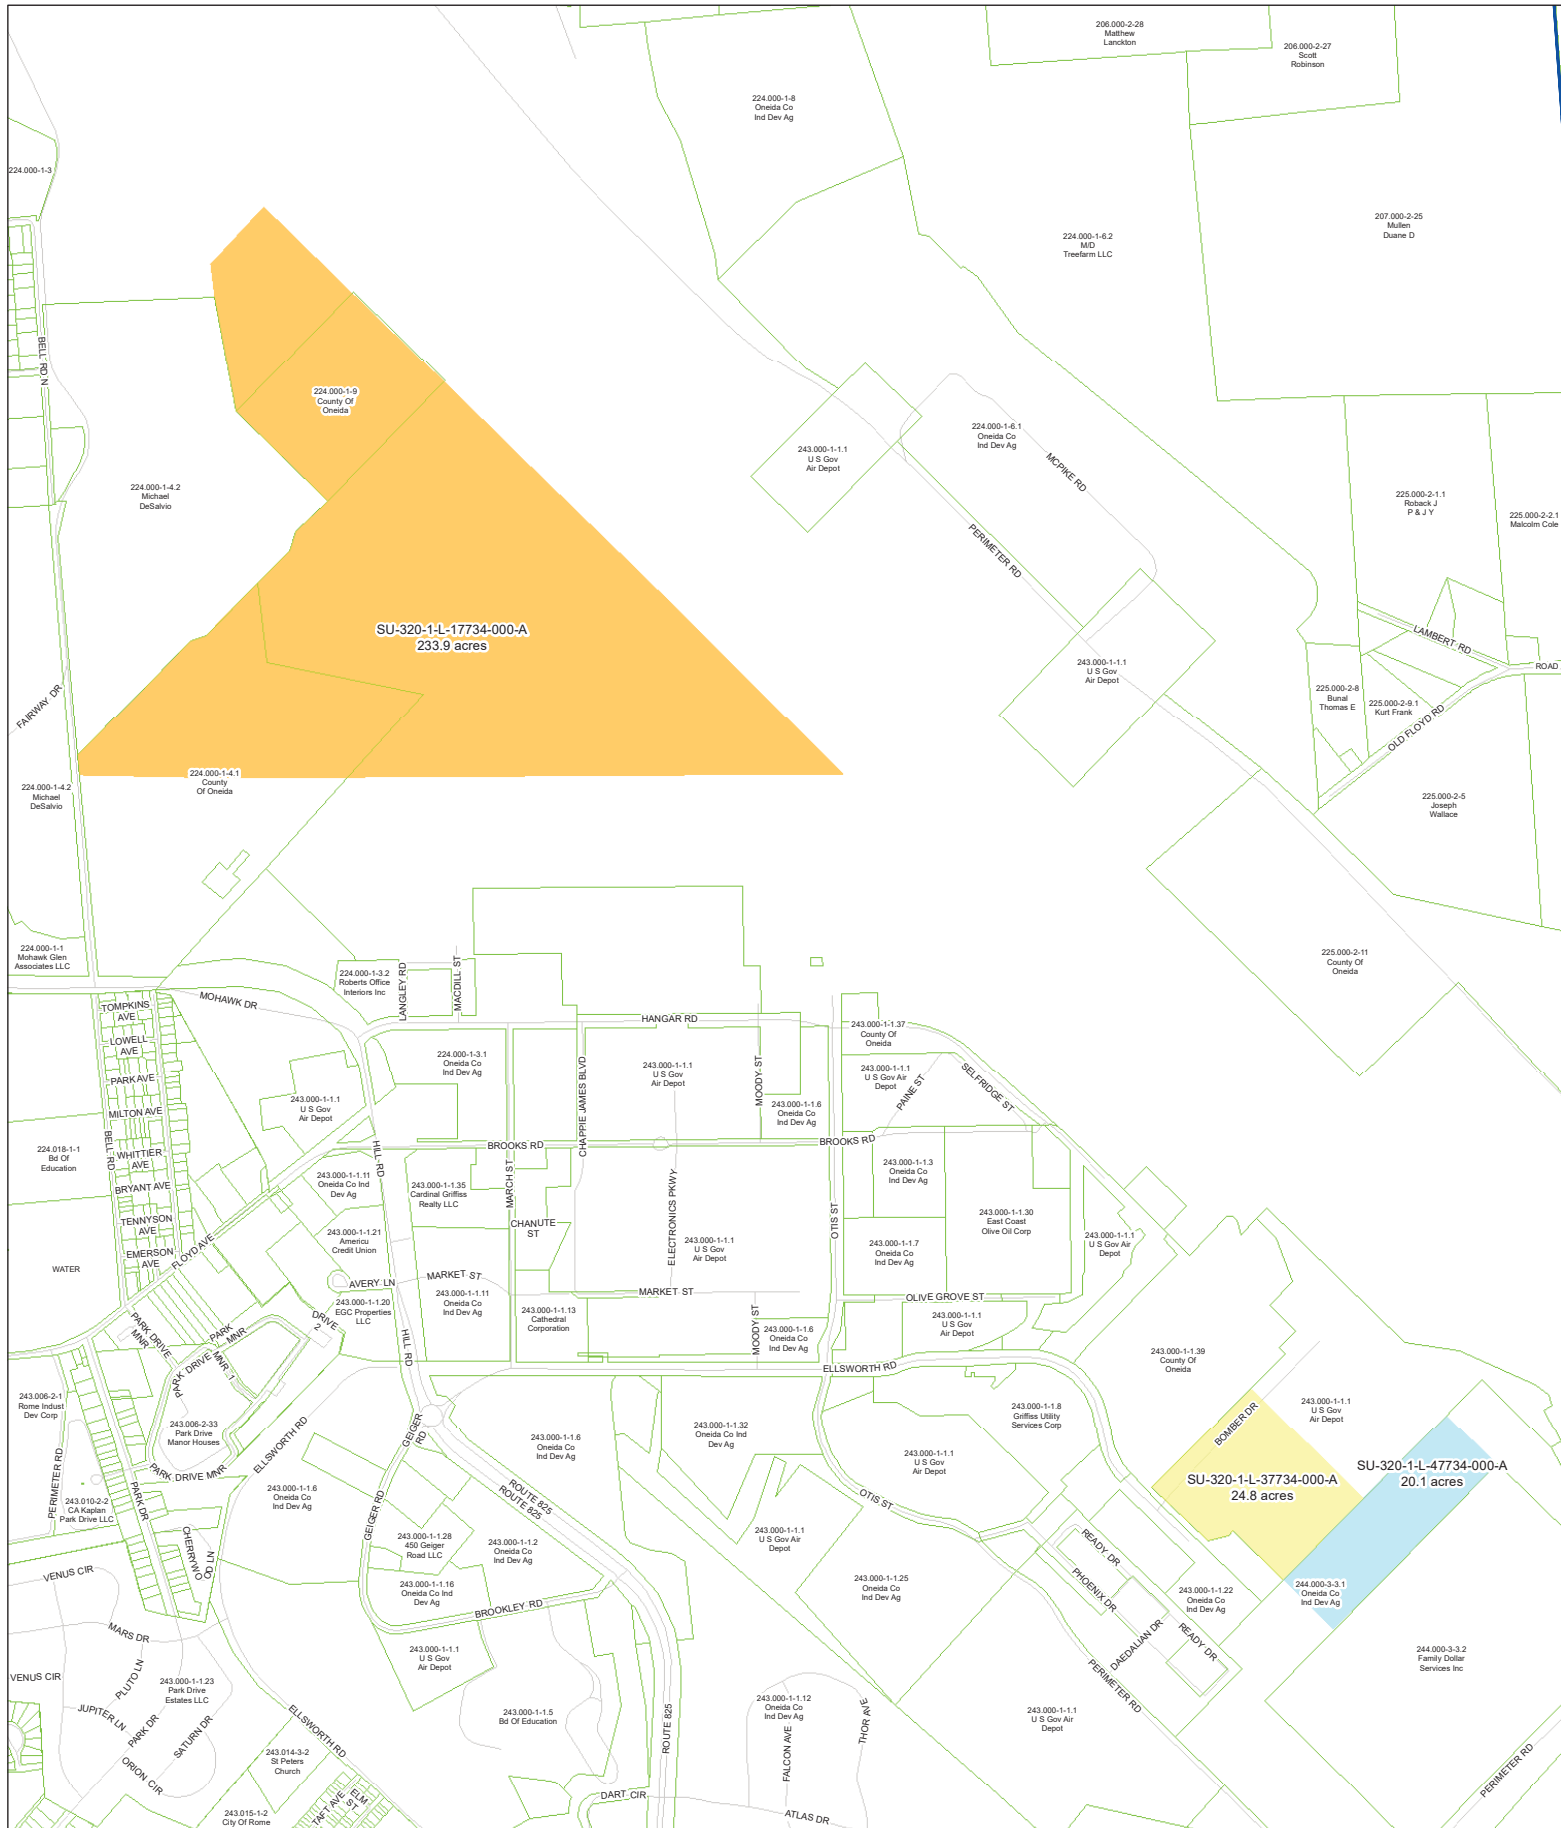 206.000-2-28
Matthew
Lanckton
206.000-2-27
Scott
Robinson
224.000-1-8
Oneida Co
Ind Dev Ag
224.000-1-3
207.000-2-25
Mullen
Duane D
224.000-1-6.2
M/D
Treefarm LLC
BELL RD N
224.000-1-9
County Of
Oneida
224.000-1-6.1
Oneida Co
Ind Dev Ag
243.000-1-1.1
U S Gov
Air Depot
MCPIKE RD
224.000-1-4.2
Michael
DeSalvio
225.000-2-1.1
Roback J
P & J Y
225.000-2-2.1
Malcolm Cole
PERIMETER RD
SU-320-1-L-17734-000-A
233.9 acres
LAMBERT RD
243.000-1-1.1
U S Gov
Air Depot
ROAD
FAIRWAY DR
225.000-2-8
Bunal
Thomas E
225.000-2-9.1
Kurt Frank
OLD FLOYD RD
224.000-1-4.1
County
Of Oneida
224.000-1-4.2
Michael
DeSalvio
225.000-2-5
Joseph
Wallace
224.000-1-1
Mohawk Glen
Associates LLC
225.000-2-11
County Of
Oneida
224.000-1-3.2
Roberts Office
Interiors Inc
LANGLEY RD
MACDILL ST
MOHAWK DR
TOMPKINS
AVE
HANGAR RD
243.000-1-1.37
County Of
Oneida
LOWELL
AVE
224.000-1-3.1
Oneida Co
Ind Dev Ag
CHAPPIE JAMES BLVD
243.000-1-1.1
U S Gov
Air Depot
MOODY ST
243.000-1-1.1
U S Gov Air
Depot
PAINE ST
SELFRIDGE ST
PARK AVE
243.000-1-1.1
U S Gov
Air Depot
MILTON AVE
243.000-1-1.6
Oneida Co
Ind Dev Ag
BROOKS RD
BROOKS RD
224.018-1-1
Bd Of
Education
BELL RD
WHITTIER
AVE
HILL RD
MARCH ST
243.000-1-1.3
Oneida Co
Ind Dev Ag
BRYANT AVE
243.000-1-1.11
Oneida Co Ind
Dev Ag
243.000-1-1.35
Cardinal Griffiss
Realty LLC
ELECTRONICS PKWY
OTIS ST
TENNYSON
AVE
CHANUTE
ST
243.000-1-1.30
East Coast
Olive Oil Corp
243.000-1-1.21
Americu
Credit Union
243.000-1-1.1
U S Gov
Air Depot
243.000-1-1.7
Oneida Co
Ind Dev Ag
243.000-1-1.1
U S Gov Air
Depot
EMERSON
AVE
FLOYD AVE
WATER
AVERY LN
MARKET ST
243.000-1-1.11
Oneida Co
Ind Dev Ag
MARKET ST
OLIVE GROVE ST
243.000-1-1.20
EGC Properties
LLC
243.000-1-1.13
Cathedral
Corporation
243.000-1-1.1
U S Gov
Air Depot
PARK DRIVE
MNR
PARK
MNR
DRIVE
2
HILL RD
MOODY ST
243.000-1-1.6
Oneida Co
Ind Dev Ag
PARK DRIVE
MNR 1
ELLSWORTH RD
243.000-1-1.39
County Of
Oneida
243.006-2-1
Rome Indust
Dev Corp
243.006-2-33
Park Drive
Manor Houses
ELLSWORTH RD
GEIGER
RD
243.000-1-1.6
Oneida Co
Ind Dev Ag
243.000-1-1.32
Oneida Co Ind
Dev Ag
243.000-1-1.8
Griffiss Utility
Services Corp
243.000-1-1.1
U S Gov
Air Depot
BOMBER DR
243.000-1-1.1
U S Gov
Air Depot
PERIMETER RD
PARK DRIVE MNR
PARK DR
243.000-1-1.6
Oneida Co
Ind Dev Ag
ROUTE 825
ROUTE 825
SU-320-1-L-37734-000-A
24.8 acres
SU-320-1-L-47734-000-A
20.1 acres
243.010-2-2
CA Kaplan
Park Drive LLC
GEIGER RD
OTIS ST
243.000-1-1.28
450 Geiger
Road LLC
243.000-1-1.2
Oneida Co
Ind Dev Ag
243.000-1-1.1
U S Gov Air
Depot
READY DR
CHERRYWO
OD LN
VENUS CIR
243.000-1-1.16
Oneida Co Ind
Dev Ag
243.000-1-1.25
Oneida Co
Ind Dev Ag
PHOENIX DR
243.000-1-1.22
Oneida Co
Ind Dev Ag
244.000-3-3.1
Oneida Co
Ind Dev Ag
BROOKLEY RD
MARS DR
DAEDALIAN DR
READY DR
243.000-1-1.1
U S Gov
Air Depot
244.000-3-3.2
Family Dollar
Services Inc
VENUS CIR
PLUTO LN
243.000-1-1.23
Park Drive
Estates LLC
PERIMETER RD
JUPITER LN
PARK DR
SATURN DR
ELLSWORTH RD
243.000-1-1.5
Bd Of Education
ROUTE 825
243.000-1-1.12
Oneida Co
Ind Dev Ag
FALCON AVE
THOR AVE
243.000-1-1.1
U S Gov Air
Depot
ORION CIR
243.014-3-2
St Peters
Church
PERIMETER RD
DART CIR
ATLAS DR
243.015-1-2
City Of Rome
TAFT AVE
ELM
ST